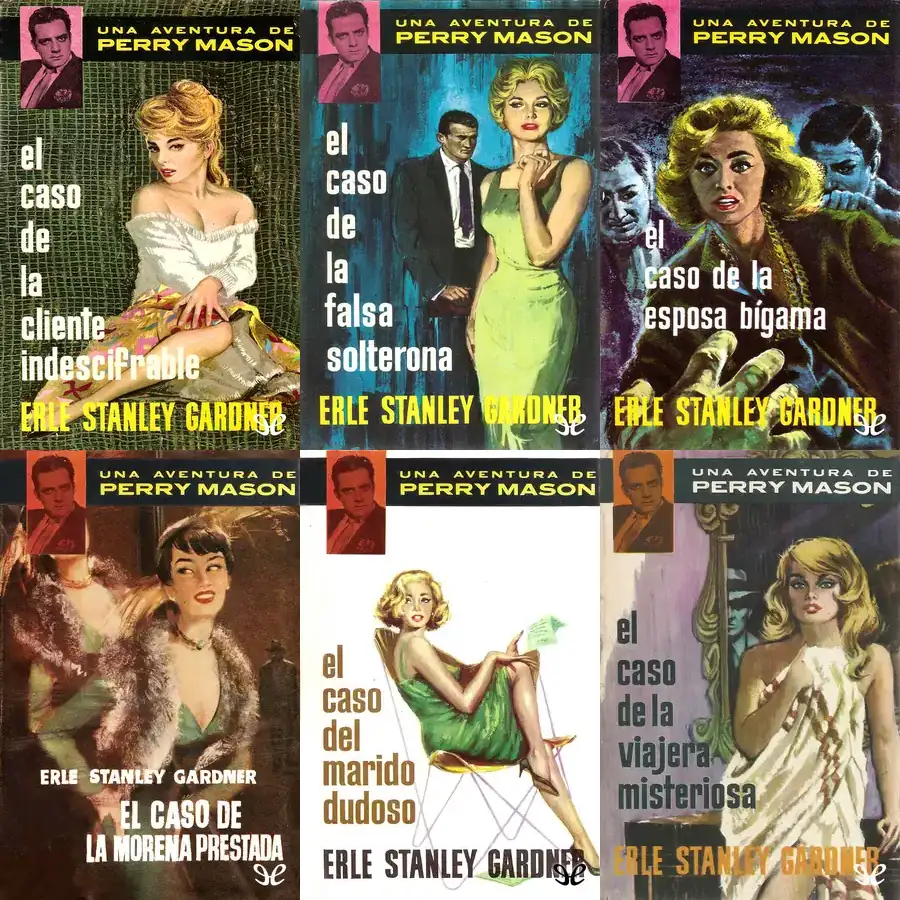 UNA AVENTURA DE
PERRY MASON
el
caso
de
la
cliente
indescifrable
ERLE STANLEY GARDNER
UNA AVENTURA DE
PERRY MASON
el
caso
de
la
falsa
solterona
ERLE STANLEY GARDNER
UNA AVENTURA DE
PERRY MASON
el
caso de la
esposa bígama
ERLE STANLEY GARDNER
UNA AVENTURA DE
PERRY MASON
ERLE STANLEY GARDNER
EL CASO DE
LA MORENA PRESTADA
UNA AVENTURA DE
PERRY MASON
el
caso
del
marido
dudoso
ERLE STANLEY GARDNER
UNA AVENTURA DE
PERRY MASON
el
caso
de la
viajera
misteriosa
ERLE STANLEY GARDNER